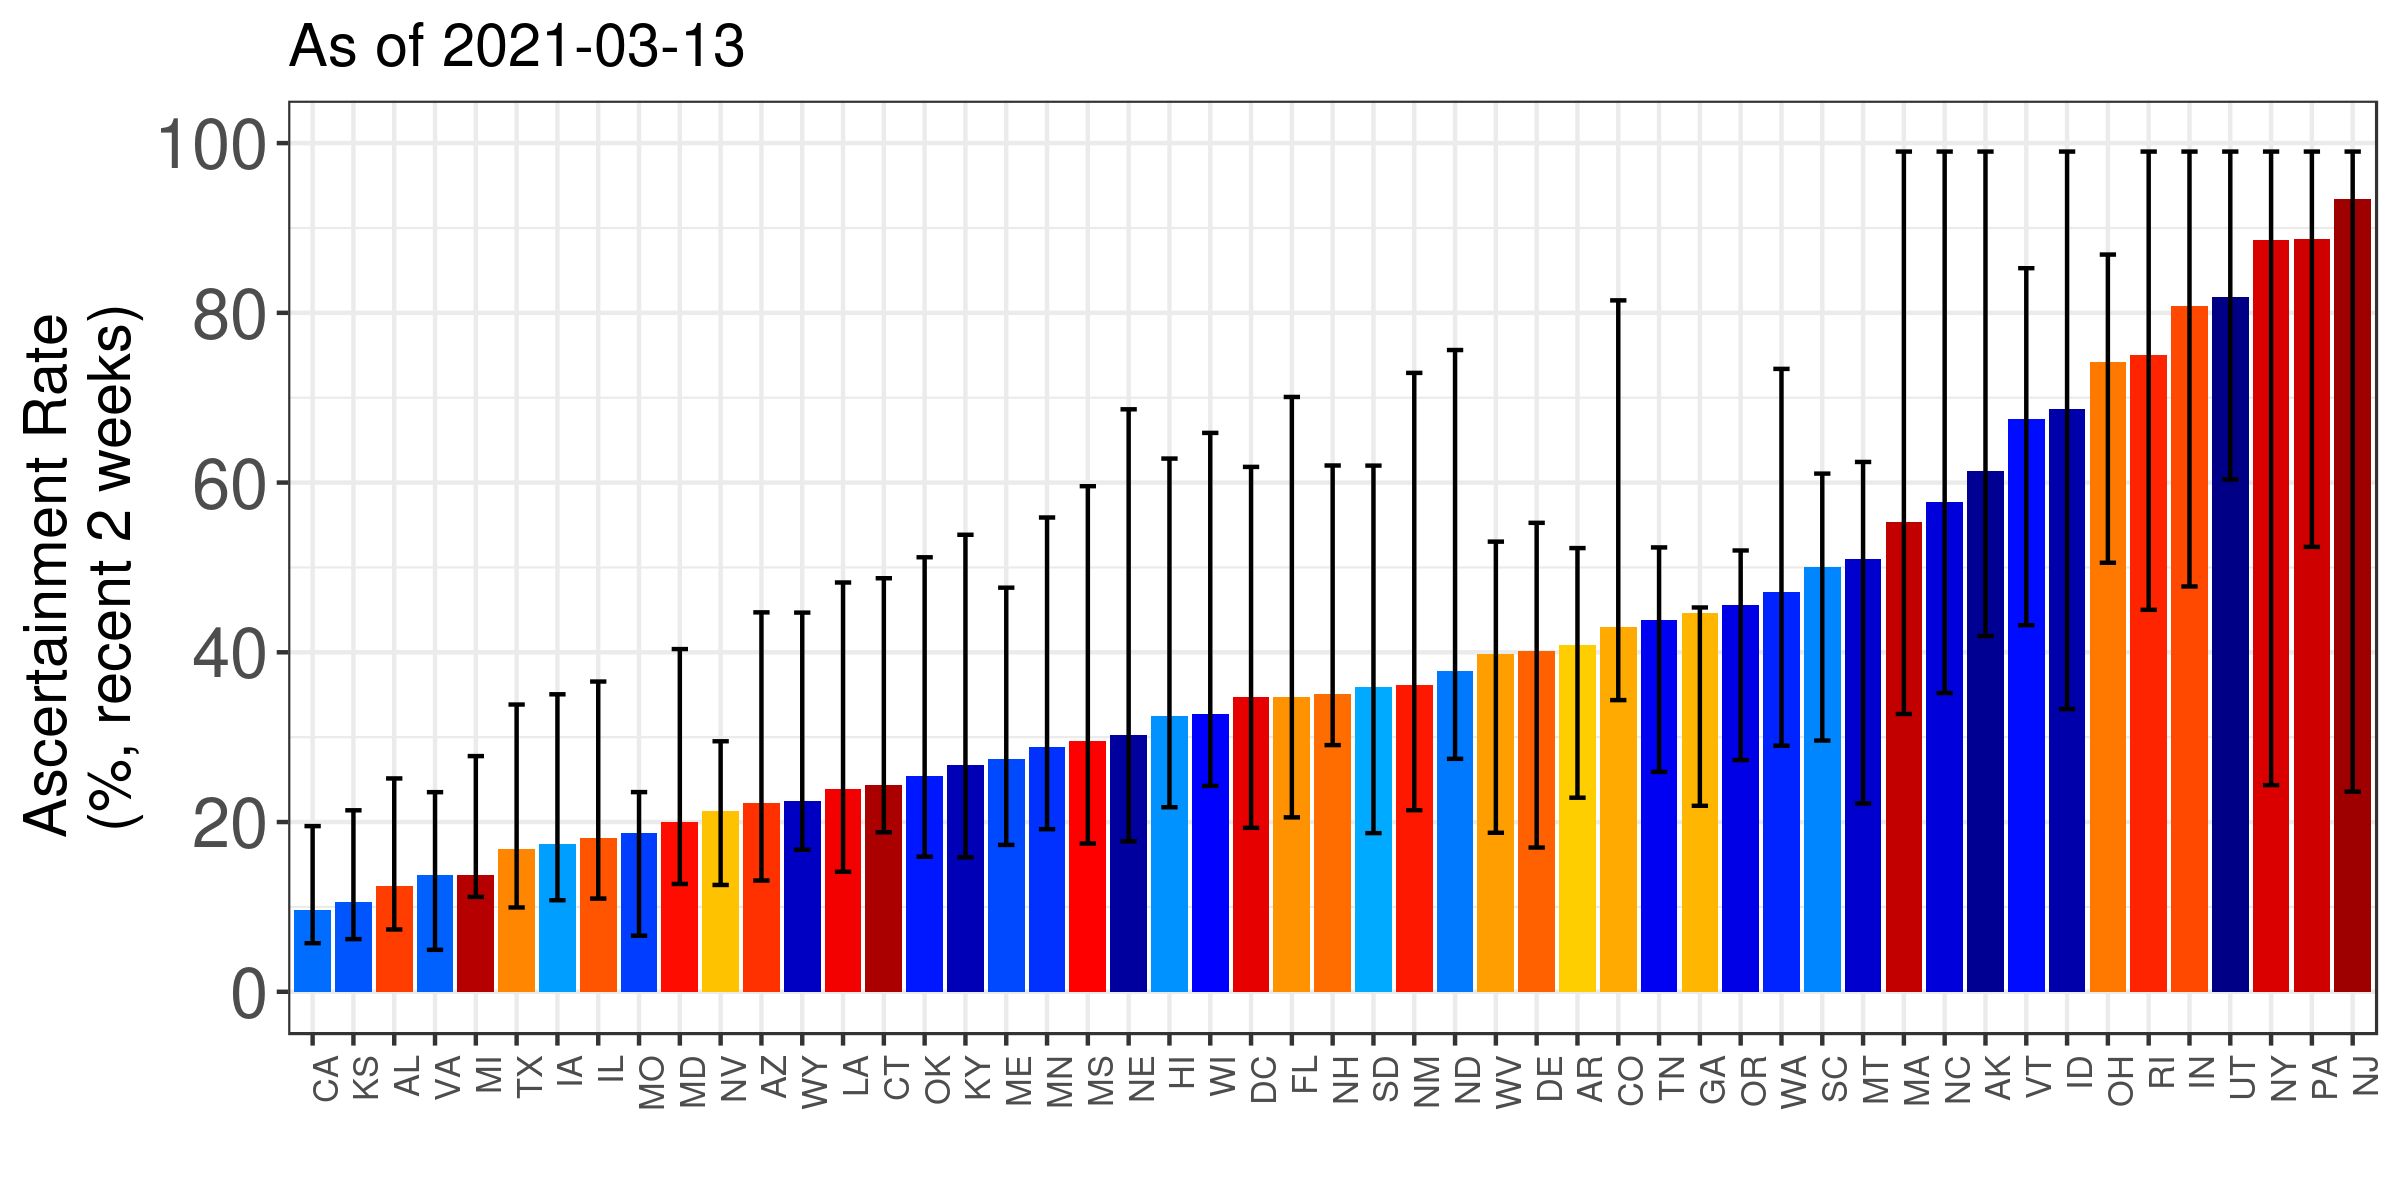 As of 2021-03-13
Ascertainment Rate
(%, recent 2 weeks)
100
80
60
40
20
0
CA KS AL VA MI TX IA IL MO MD NV AZ WY LA CT OK KY ME MN MS NE HI WI DC FL NH SD NM ND WV DE AR CO TN GA OR WA SC MT MA NC AK VT ID OH RI IN UT NY PA NJ